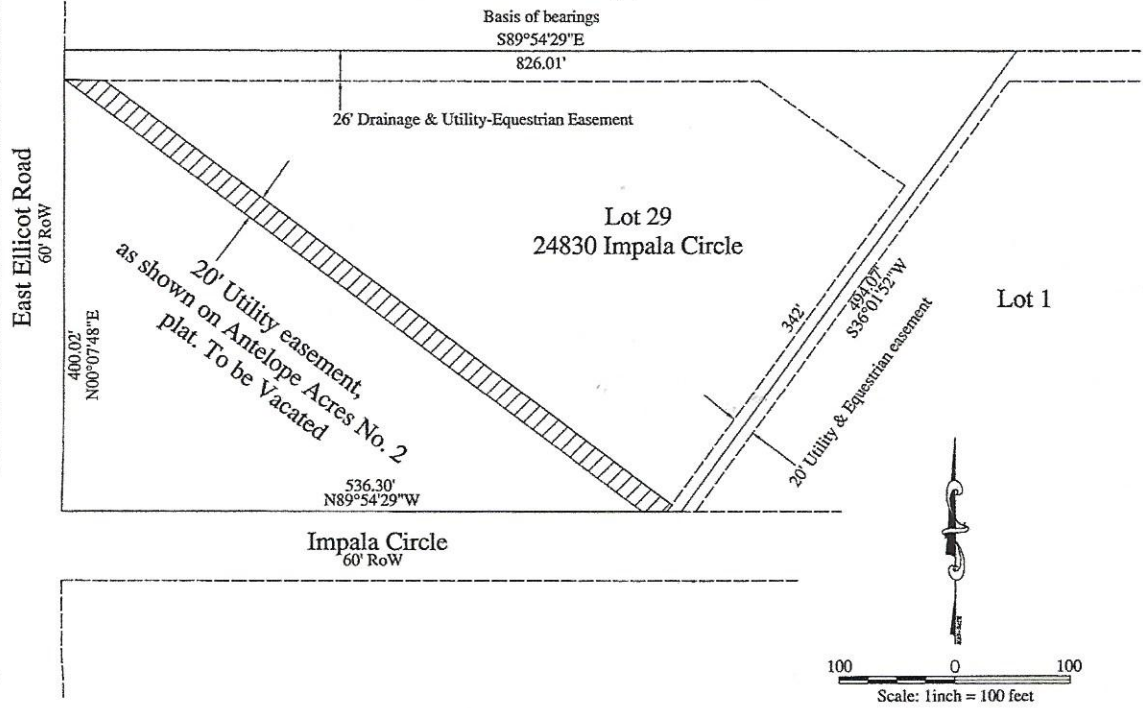 Basis of bearings
S89°54'29"E
826.01'
26' Drainage & Utility-Equestrian Easement
East Ellicot Road
60' RoW
400.02'
N00°07'48"E
20' Utility easement,
as shown on Antelope Acres No. 2
plat. To be Vacated
Lot 29
24830 Impala Circle
342'
494.07'
S36°01'52"W
20' Utility & Equestrian easement
Lot 1
536.30'
N89°54'29"W
Impala Circle
60' RoW
100 0 100
Scale: 1inch = 100 feet